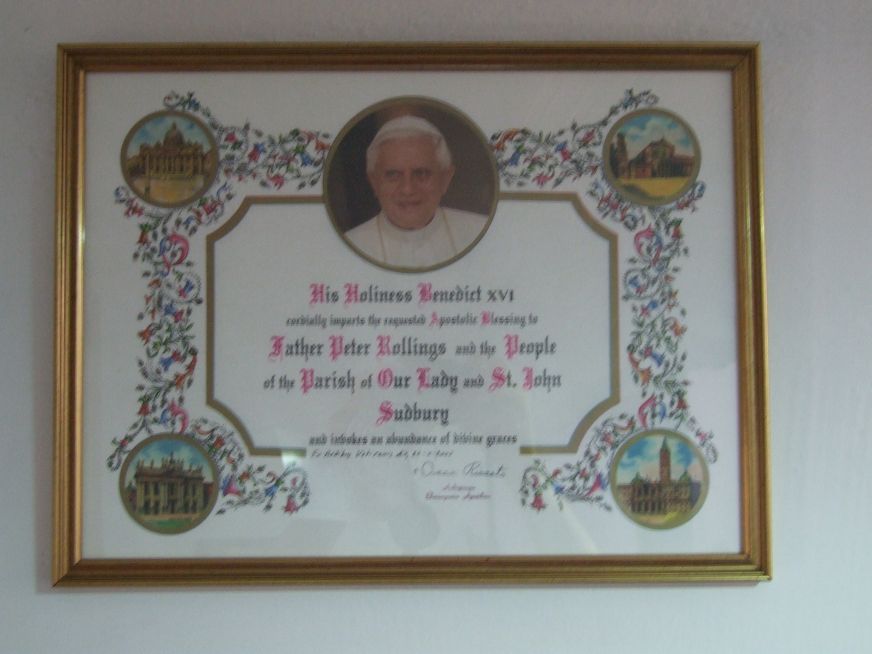 His Holiness Benedict XVI
cordially imparts the requested Apostolic Blessing to
Father Peter Rollings and the People
of the Parish of Our Lady and St. John
Sudbury
and invokes an abundance of divine graces